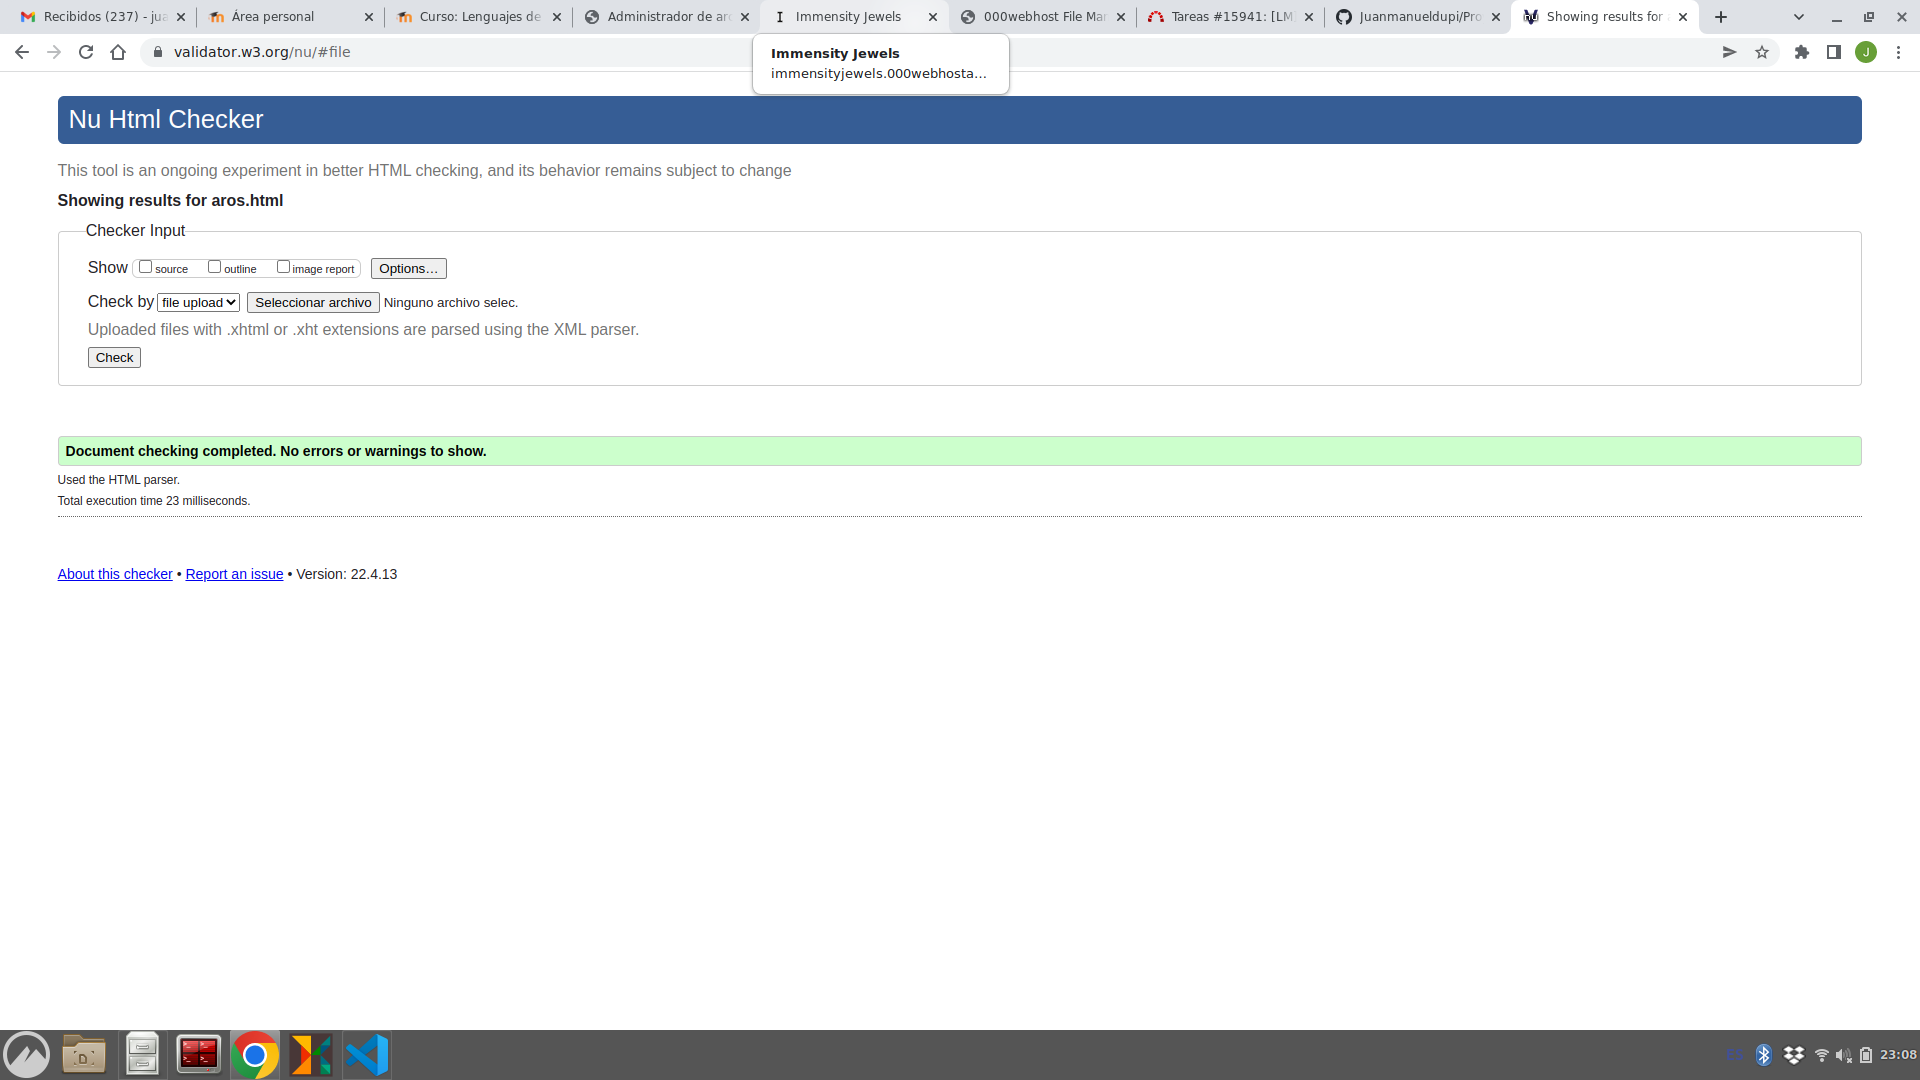 Recibidos (237) - jua
Área personal
Curso: Lenguajes de
Administrador de arc
Immensity Jewels
000webhost File Man
Tareas #15941: [LM]
Juanmanueldupi/Pro
Showing results for a
validator.w3.org/nu/#file
J
Immensity Jewels
immensityjewels.000webhosta...
Nu Html Checker
This tool is an ongoing experiment in better HTML checking, and its behavior remains subject to change
Showing results for aros.html
Checker Input
Show source outline image report Options...
Check by file upload Seleccionar archivo Ninguno archivo selec.
Uploaded files with .xhtml or .xht extensions are parsed using the XML parser.
Check
Document checking completed. No errors or warnings to show.
Used the HTML parser.
Total execution time 23 milliseconds.
About this checker • Report an issue • Version: 22.4.13
ES 23:08